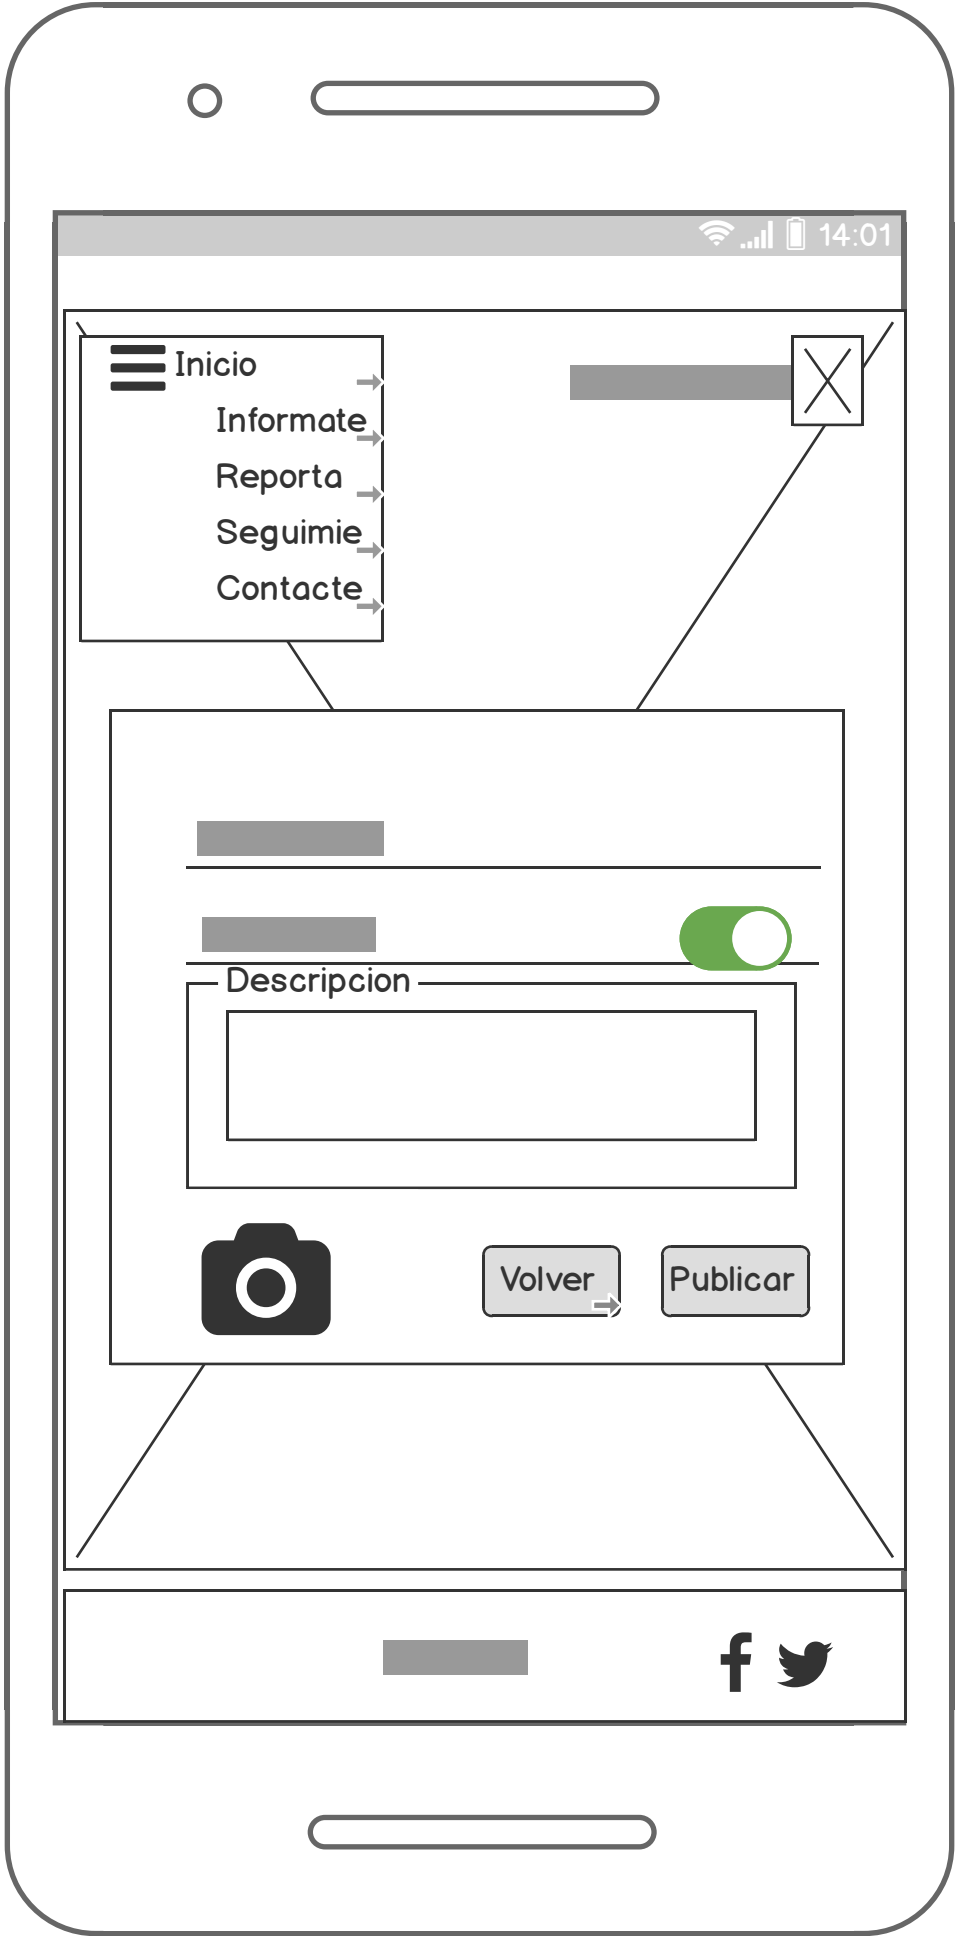 14:01
Inicio
Informate
Reporta
Seguimie
Contacte
Descripcion
Volver
Publicar